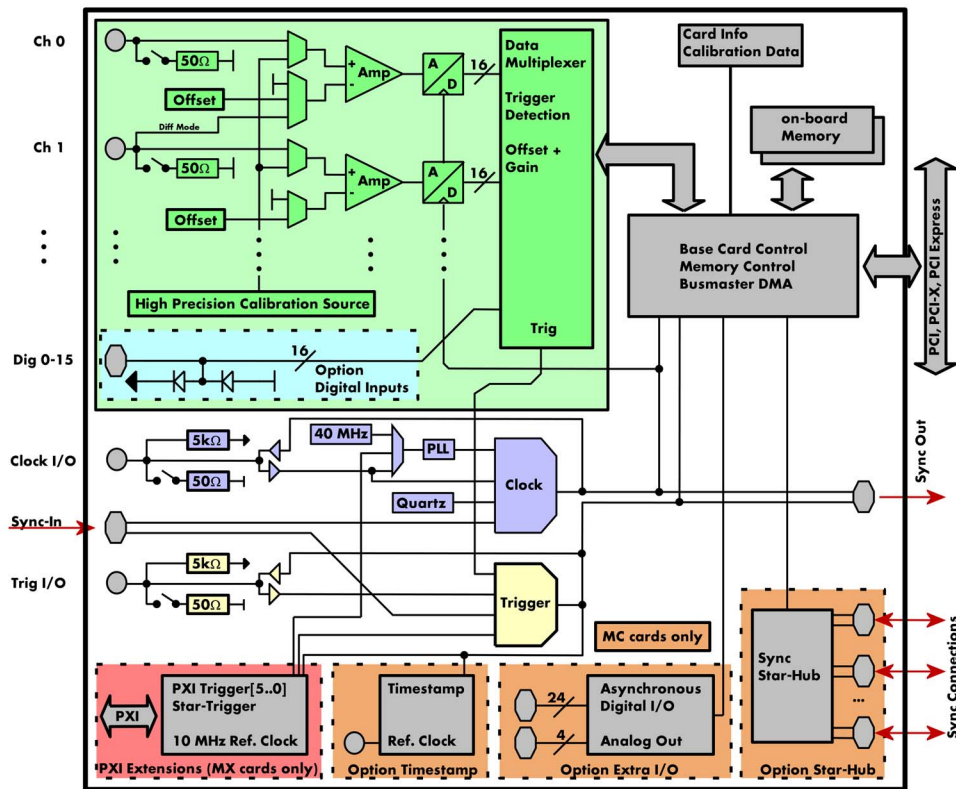 Ch 0
50Ω
Offset
Diff Mode
Ch 1
50Ω
Offset
+
-
Amp
+
-
Amp
A
D
A
D
16
16
Data
Multiplexer
Trigger
Detection
Offset +
Gain
Trig
High Precision Calibration Source
Dig 0-15
16
Option
Digital Inputs
Card Info
Calibration Data
on-board
Memory
Base Card Control
Memory Control
Busmaster DMA
PCI, PCI-X, PCI Express
Clock I/O
5kΩ
50Ω
40 MHz
PLL
Quartz
Clock
Sync Out
Sync-In
Trig I/O
5kΩ
50Ω
Trigger
MC cards only
PXI
PXI Trigger[5..0]
Star-Trigger
10 MHz Ref. Clock
PXI Extensions (MX cards only)
Timestamp
Ref. Clock
Option Timestamp
24
4
Asynchronous
Digital I/O
Analog Out
Option Extra I/O
Sync
Star-Hub
...
Option Star-Hub
Sync Connections